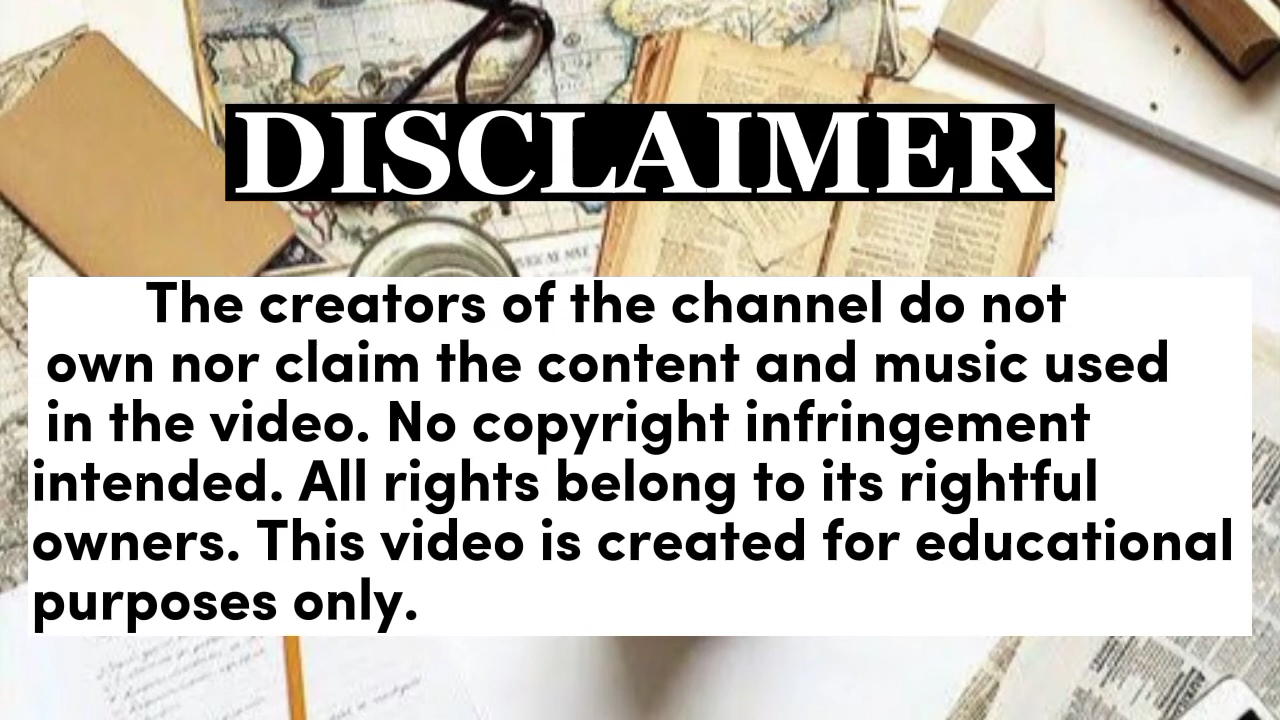 DISCLAIMER
The creators of the channel do not
own nor claim the content and music used
in the video. No copyright infringement
intended. All rights belong to its rightful
owners. This video is created for educational
purposes only.